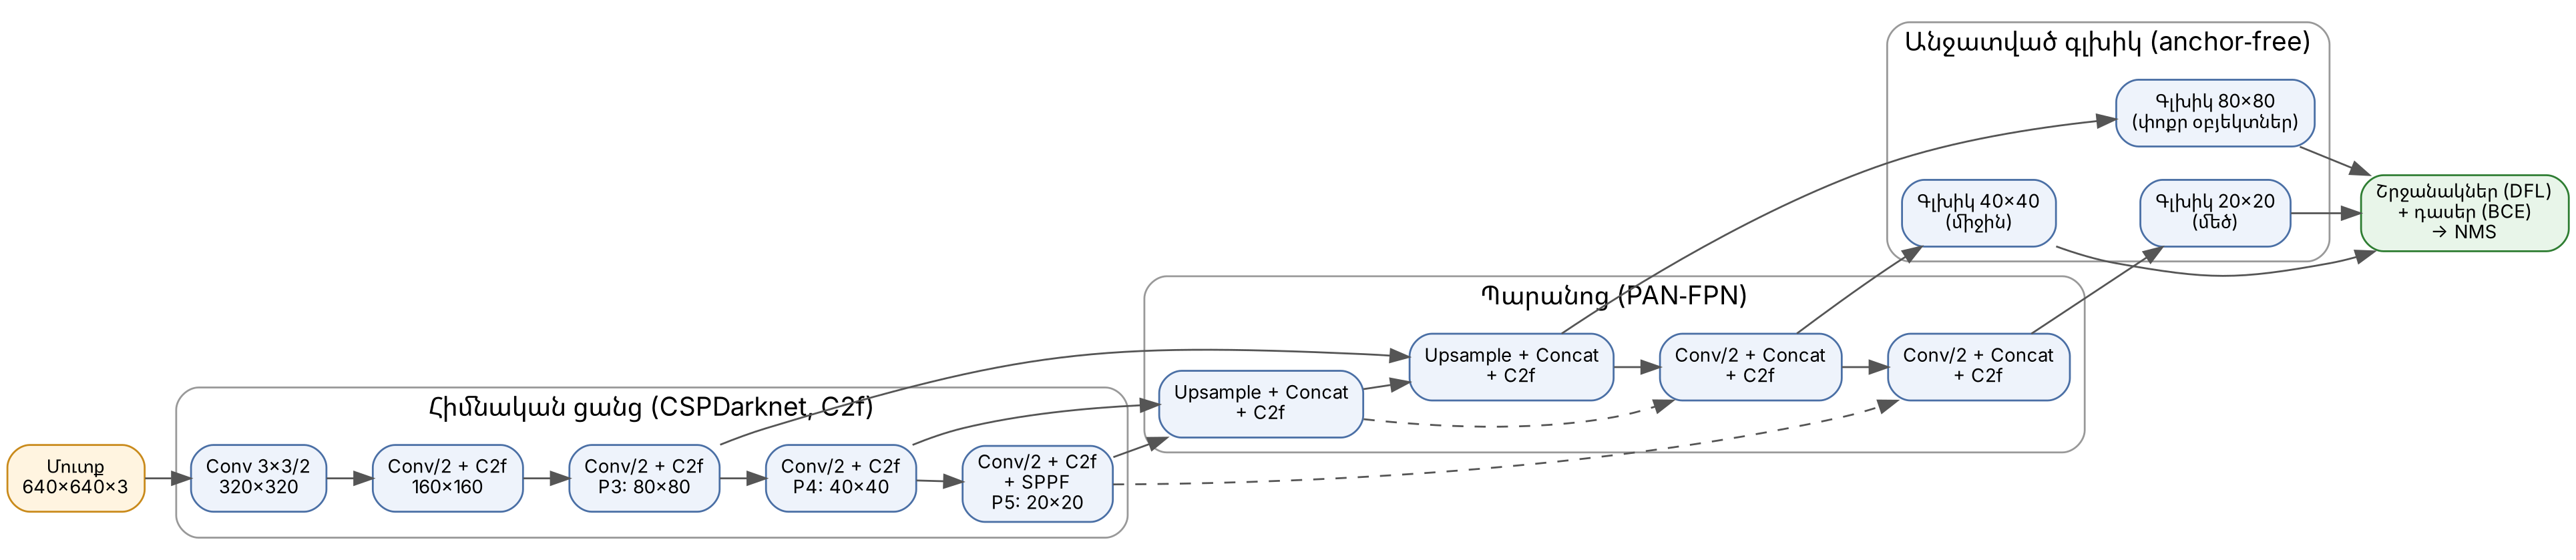 Մուտք
640×640×3
Հիմնական ցանց (CSPDarknet, C2f)
Conv 3×3/2
320×320
Conv/2 + C2f
160×160
Conv/2 + C2f
P3: 80×80
Conv/2 + C2f
P4: 40×40
Conv/2 + C2f
+ SPPF
P5: 20×20
Պարանոց (PAN-FPN)
Upsample + Concat
+ C2f
Upsample + Concat
+ C2f
Conv/2 + Concat
+ C2f
Conv/2 + Concat
+ C2f
Անջատված գլխիկ (anchor-free)
Գլխիկ 80×80
(փոքր օբյեկտներ)
Գլխիկ 40×40
(միջին)
Գլխիկ 20×20
(մեծ)
Շրջանակներ (DFL)
+ դասեր (BCE)
→ NMS